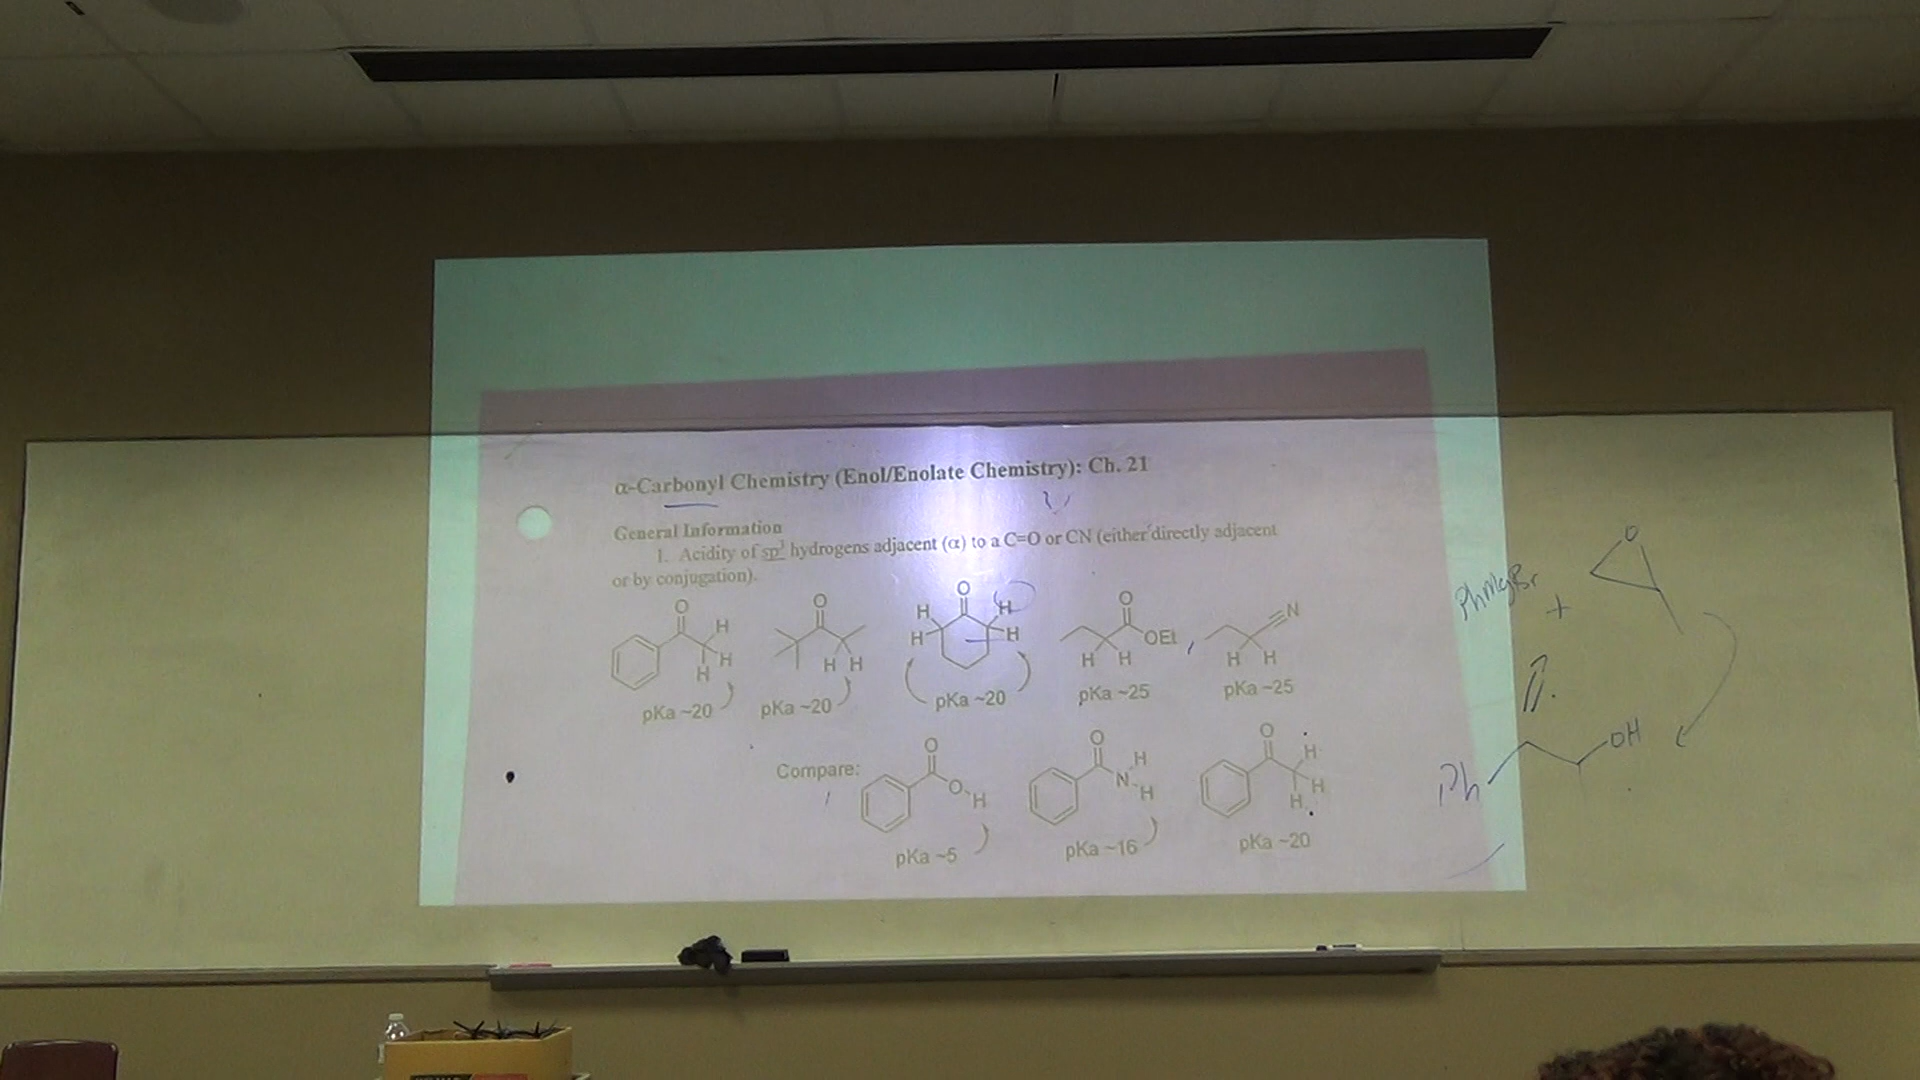 α-Carbonyl Chemistry (Enol/Enolate Chemistry): Ch. 21
General Information
1. Acidity of sp³ hydrogens adjacent (α) to a C=O or CN (either directly adjacent
or by conjugation).
O H H H
O H H
O H H H H
O OEt H H
N H H
pKa ~20
pKa ~20
pKa ~20
pKa ~25
pKa ~25
Compare:
O O H
O N H H
O H H H
pKa ~5
pKa ~16
pKa ~20
PhMgBr
+
O
Ph OH